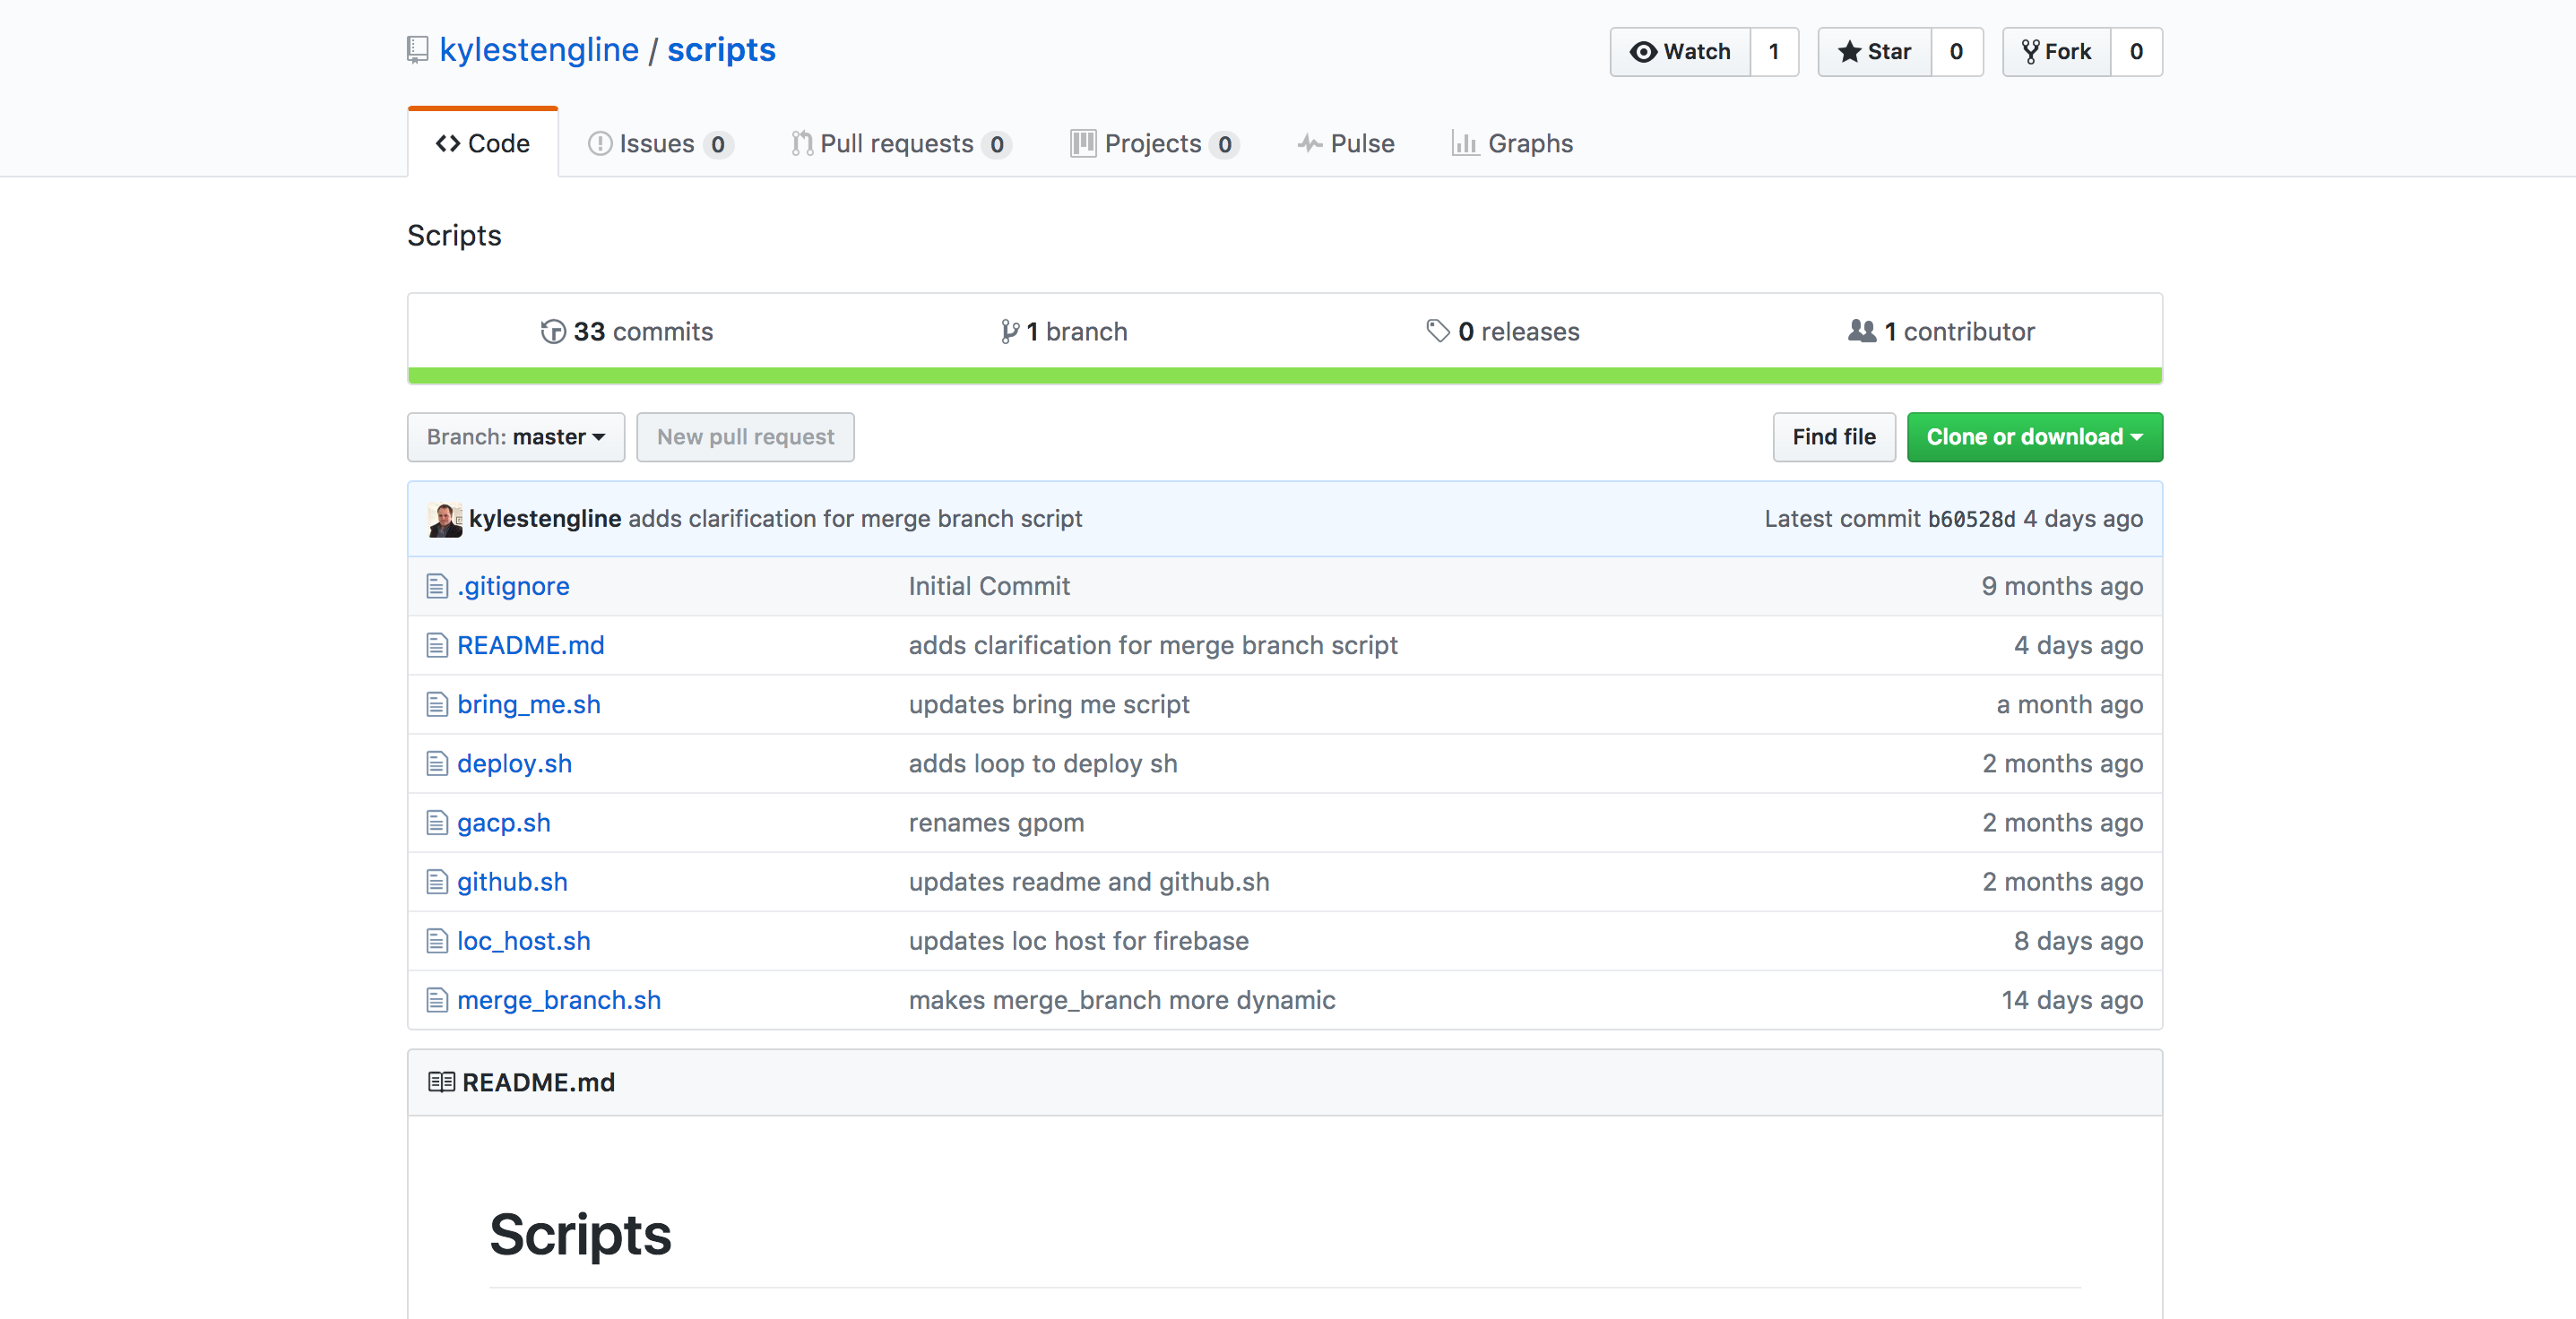 kylestengline / scripts
Watch 1 Star 0 Fork 0
Code Issues 0 Pull requests 0 Projects 0 Pulse Graphs
Scripts
33 commits 1 branch 0 releases 1 contributor
Branch: master New pull request Find file Clone or download
kylestengline adds clarification for merge branch script Latest commit b60528d 4 days ago
.gitignore Initial Commit 9 months ago
README.md adds clarification for merge branch script 4 days ago
bring_me.sh updates bring me script a month ago
deploy.sh adds loop to deploy sh 2 months ago
gacp.sh renames gpom 2 months ago
github.sh updates readme and github.sh 2 months ago
loc_host.sh updates loc host for firebase 8 days ago
merge_branch.sh makes merge_branch more dynamic 14 days ago
README.md
Scripts